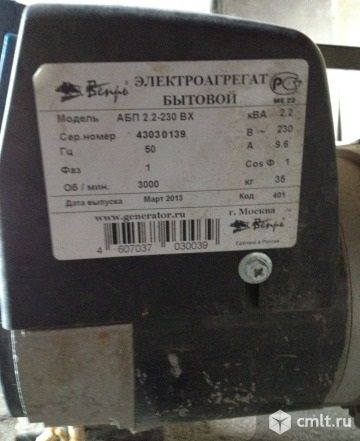 Вепрь ЭЛЕКТРОАГРЕГАТ
БЫТОВОЙ
МЕ 22
Модель АБП 2.2-230 ВХ кВА 2.2
Сер.номер 43030139 В ~ 230
Гц 50 А 9.6
Фаз 1 Cos Ф 1
Об / мин. 3000 кг 35
Дата выпуска Март 2013 Код 401
www.generator.ru г. Москва
4 607037 030039
Вепрь
Сделано в России
cmlt.ru